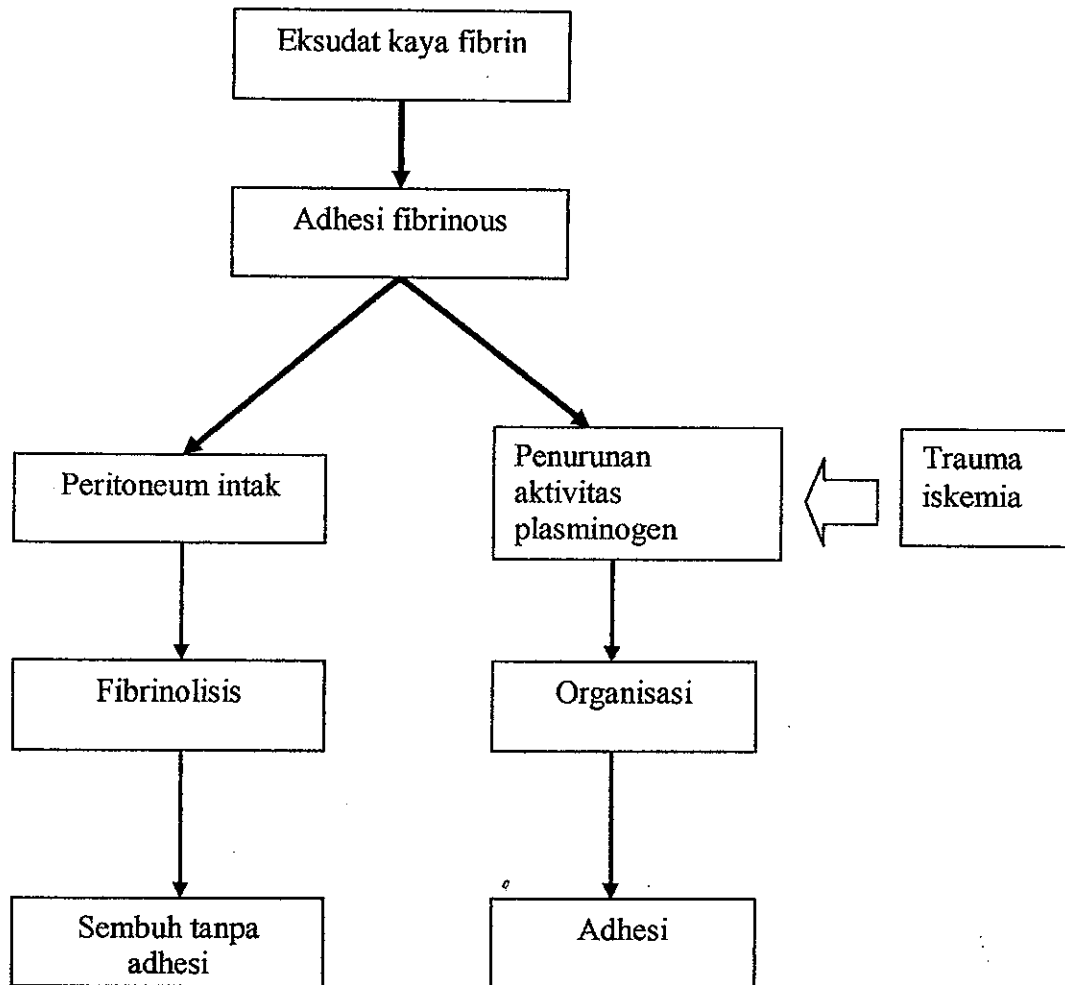 Eksudat kaya fibrin
Adhesi fibrinous
Peritoneum intak
Penurunan
aktivitas
plasminogen
Trauma
iskemia
Fibrinolisis
Organisasi
Sembuh tanpa
adhesi
Adhesi